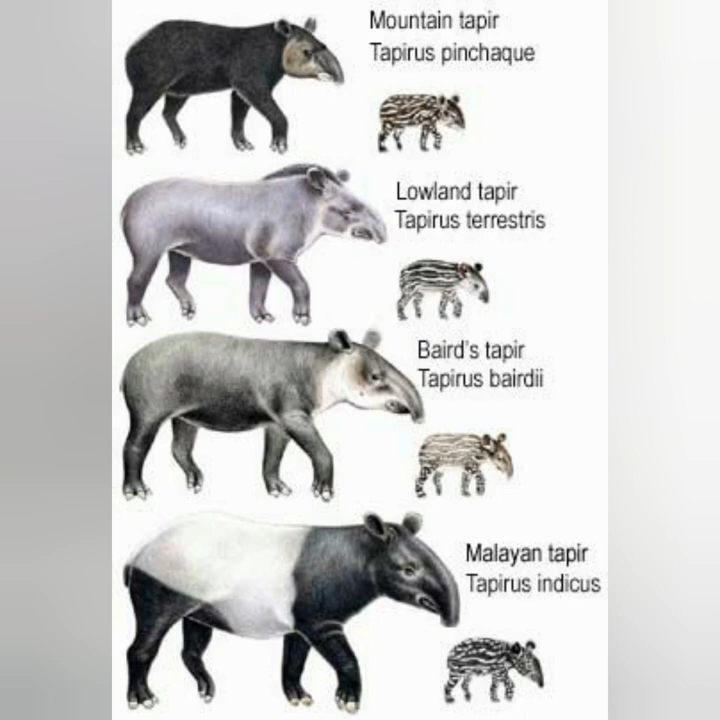 Mountain tapir
Tapirus pinchaque
Lowland tapir
Tapirus terrestris
Baird's tapir
Tapirus bairdii
Malayan tapir
Tapirus indicus